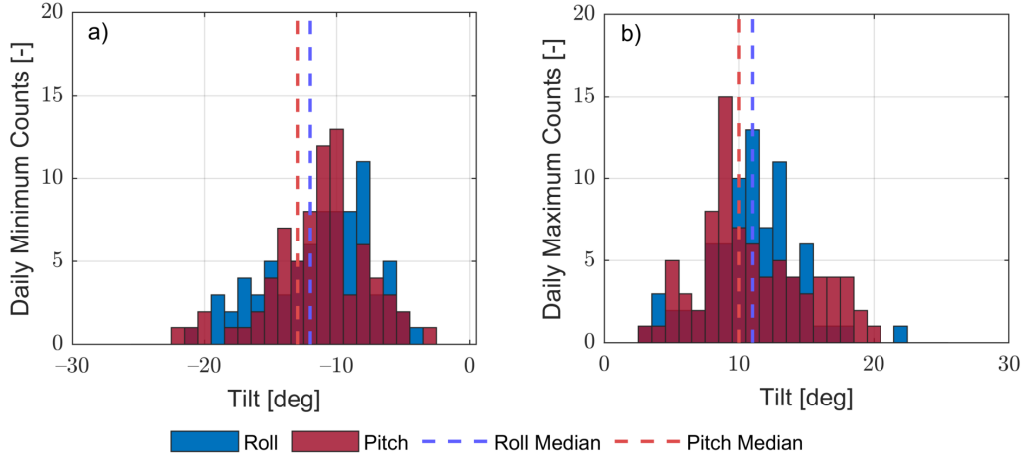 a)
Daily Minimum Counts [-]
20
15
10
5
0
–30
–20
–10
0
Tilt [deg]
b)
Daily Maximum Counts [-]
20
15
10
5
0
0
10
20
30
Tilt [deg]
Roll
Pitch
Roll Median
Pitch Median